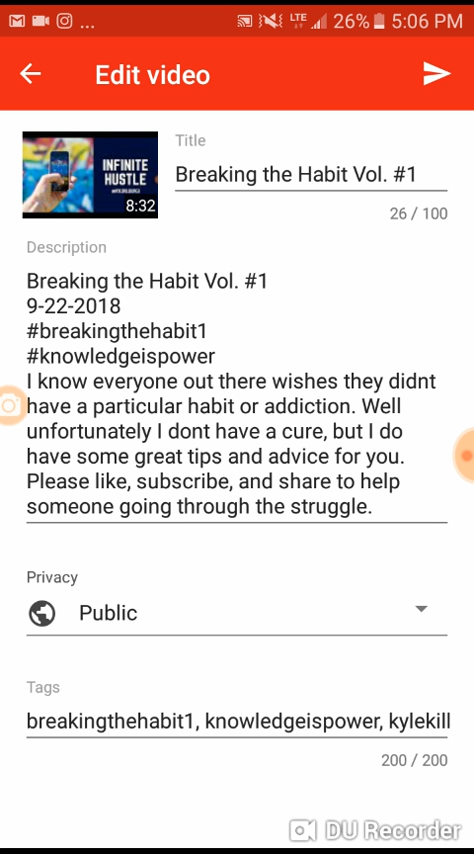 LTE 26% 5:06 PM
Edit video
Title
INFINITE
HUSTLE
8:32
Breaking the Habit Vol. #1
26 / 100
Description
Breaking the Habit Vol. #1
9-22-2018
#breakingthehabit1
#knowledgeispower
I know everyone out there wishes they didnt
have a particular habit or addiction. Well
unfortunately I dont have a cure, but I do
have some great tips and advice for you.
Please like, subscribe, and share to help
someone going through the struggle.
Privacy
Public
Tags
breakingthehabit1, knowledgeispower, kylekill
200 / 200
DU Recorder